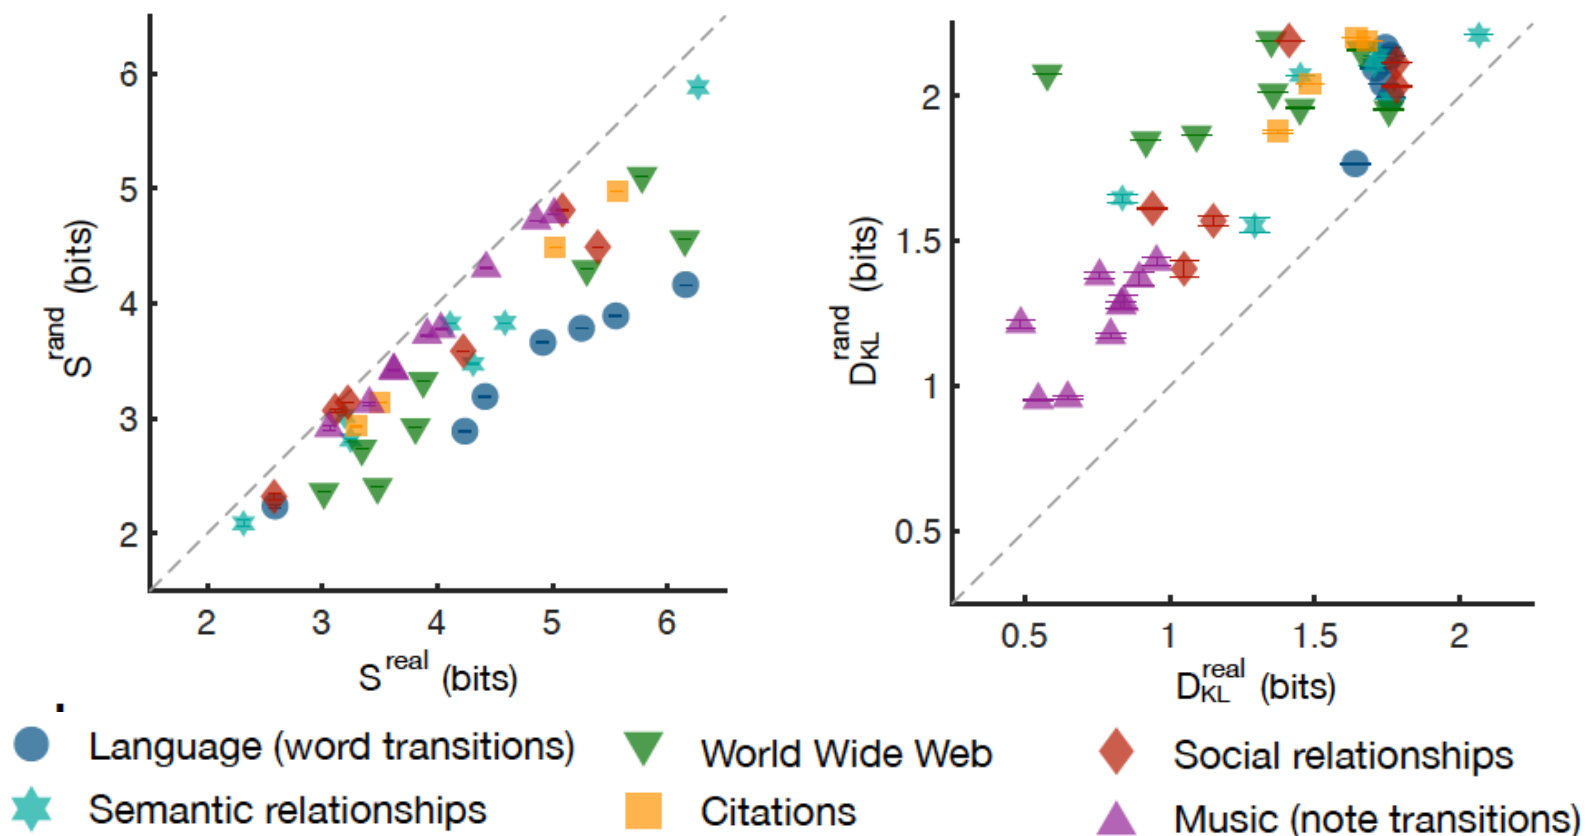 6
5
4
3
2
S^rand (bits)
2 3 4 5 6
S^real (bits)
2
1.5
1
0.5
D_KL^rand (bits)
0.5 1 1.5 2
D_KL^real (bits)
Language (word transitions)
World Wide Web
Social relationships
Semantic relationships
Citations
Music (note transitions)